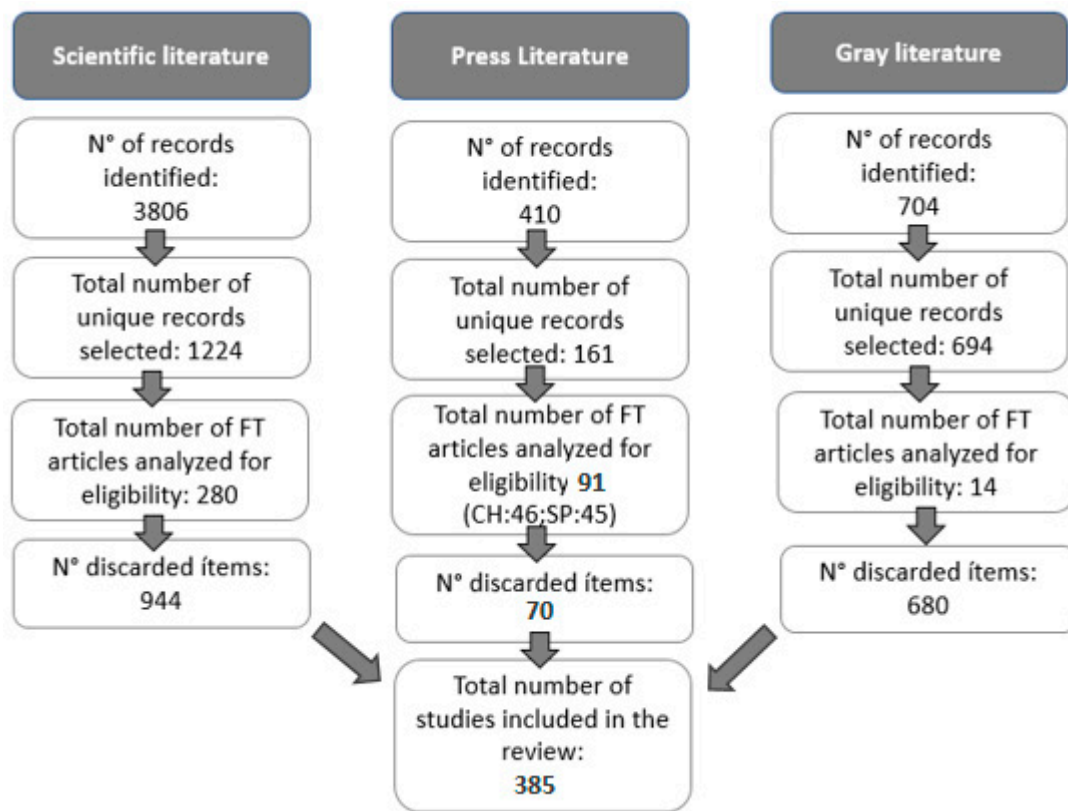 Scientific literature
N° of records
identified:
3806
Total number of
unique records
selected: 1224
Total number of FT
articles analyzed for
eligibility: 280
N° discarded ítems:
944
Press Literature
N° of records
identified:
410
Total number of
unique records
selected: 161
Total number of FT
articles analyzed for
eligibility 91
(CH:46;SP:45)
N° discarded ítems:
70
Gray literature
N° of records
identified:
704
Total number of
unique records
selected: 694
Total number of FT
articles analyzed for
eligibility: 14
N° discarded ítems:
680
Total number of
studies included in the
review:
385